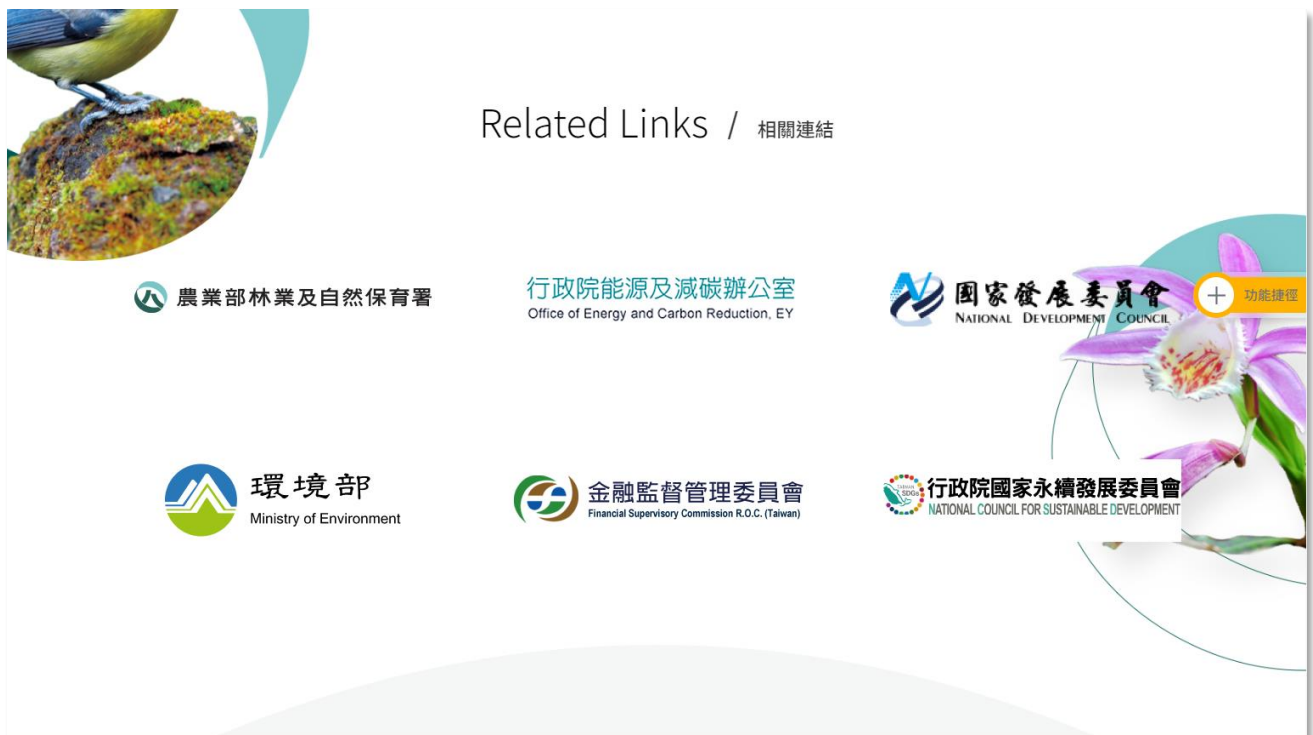 Related Links / 相關連結
農業部林業及自然保育署
行政院能源及減碳辦公室
Office of Energy and Carbon Reduction, EY
國家發展委員會
NATIONAL DEVELOPMENT COUNCIL
功能捷徑
環境部
Ministry of Environment
金融監督管理委員會
Financial Supervisory Commission R.O.C. (Taiwan)
TAIWAN
SDGs
行政院國家永續發展委員會
NATIONAL COUNCIL FOR SUSTAINABLE DEVELOPMENT